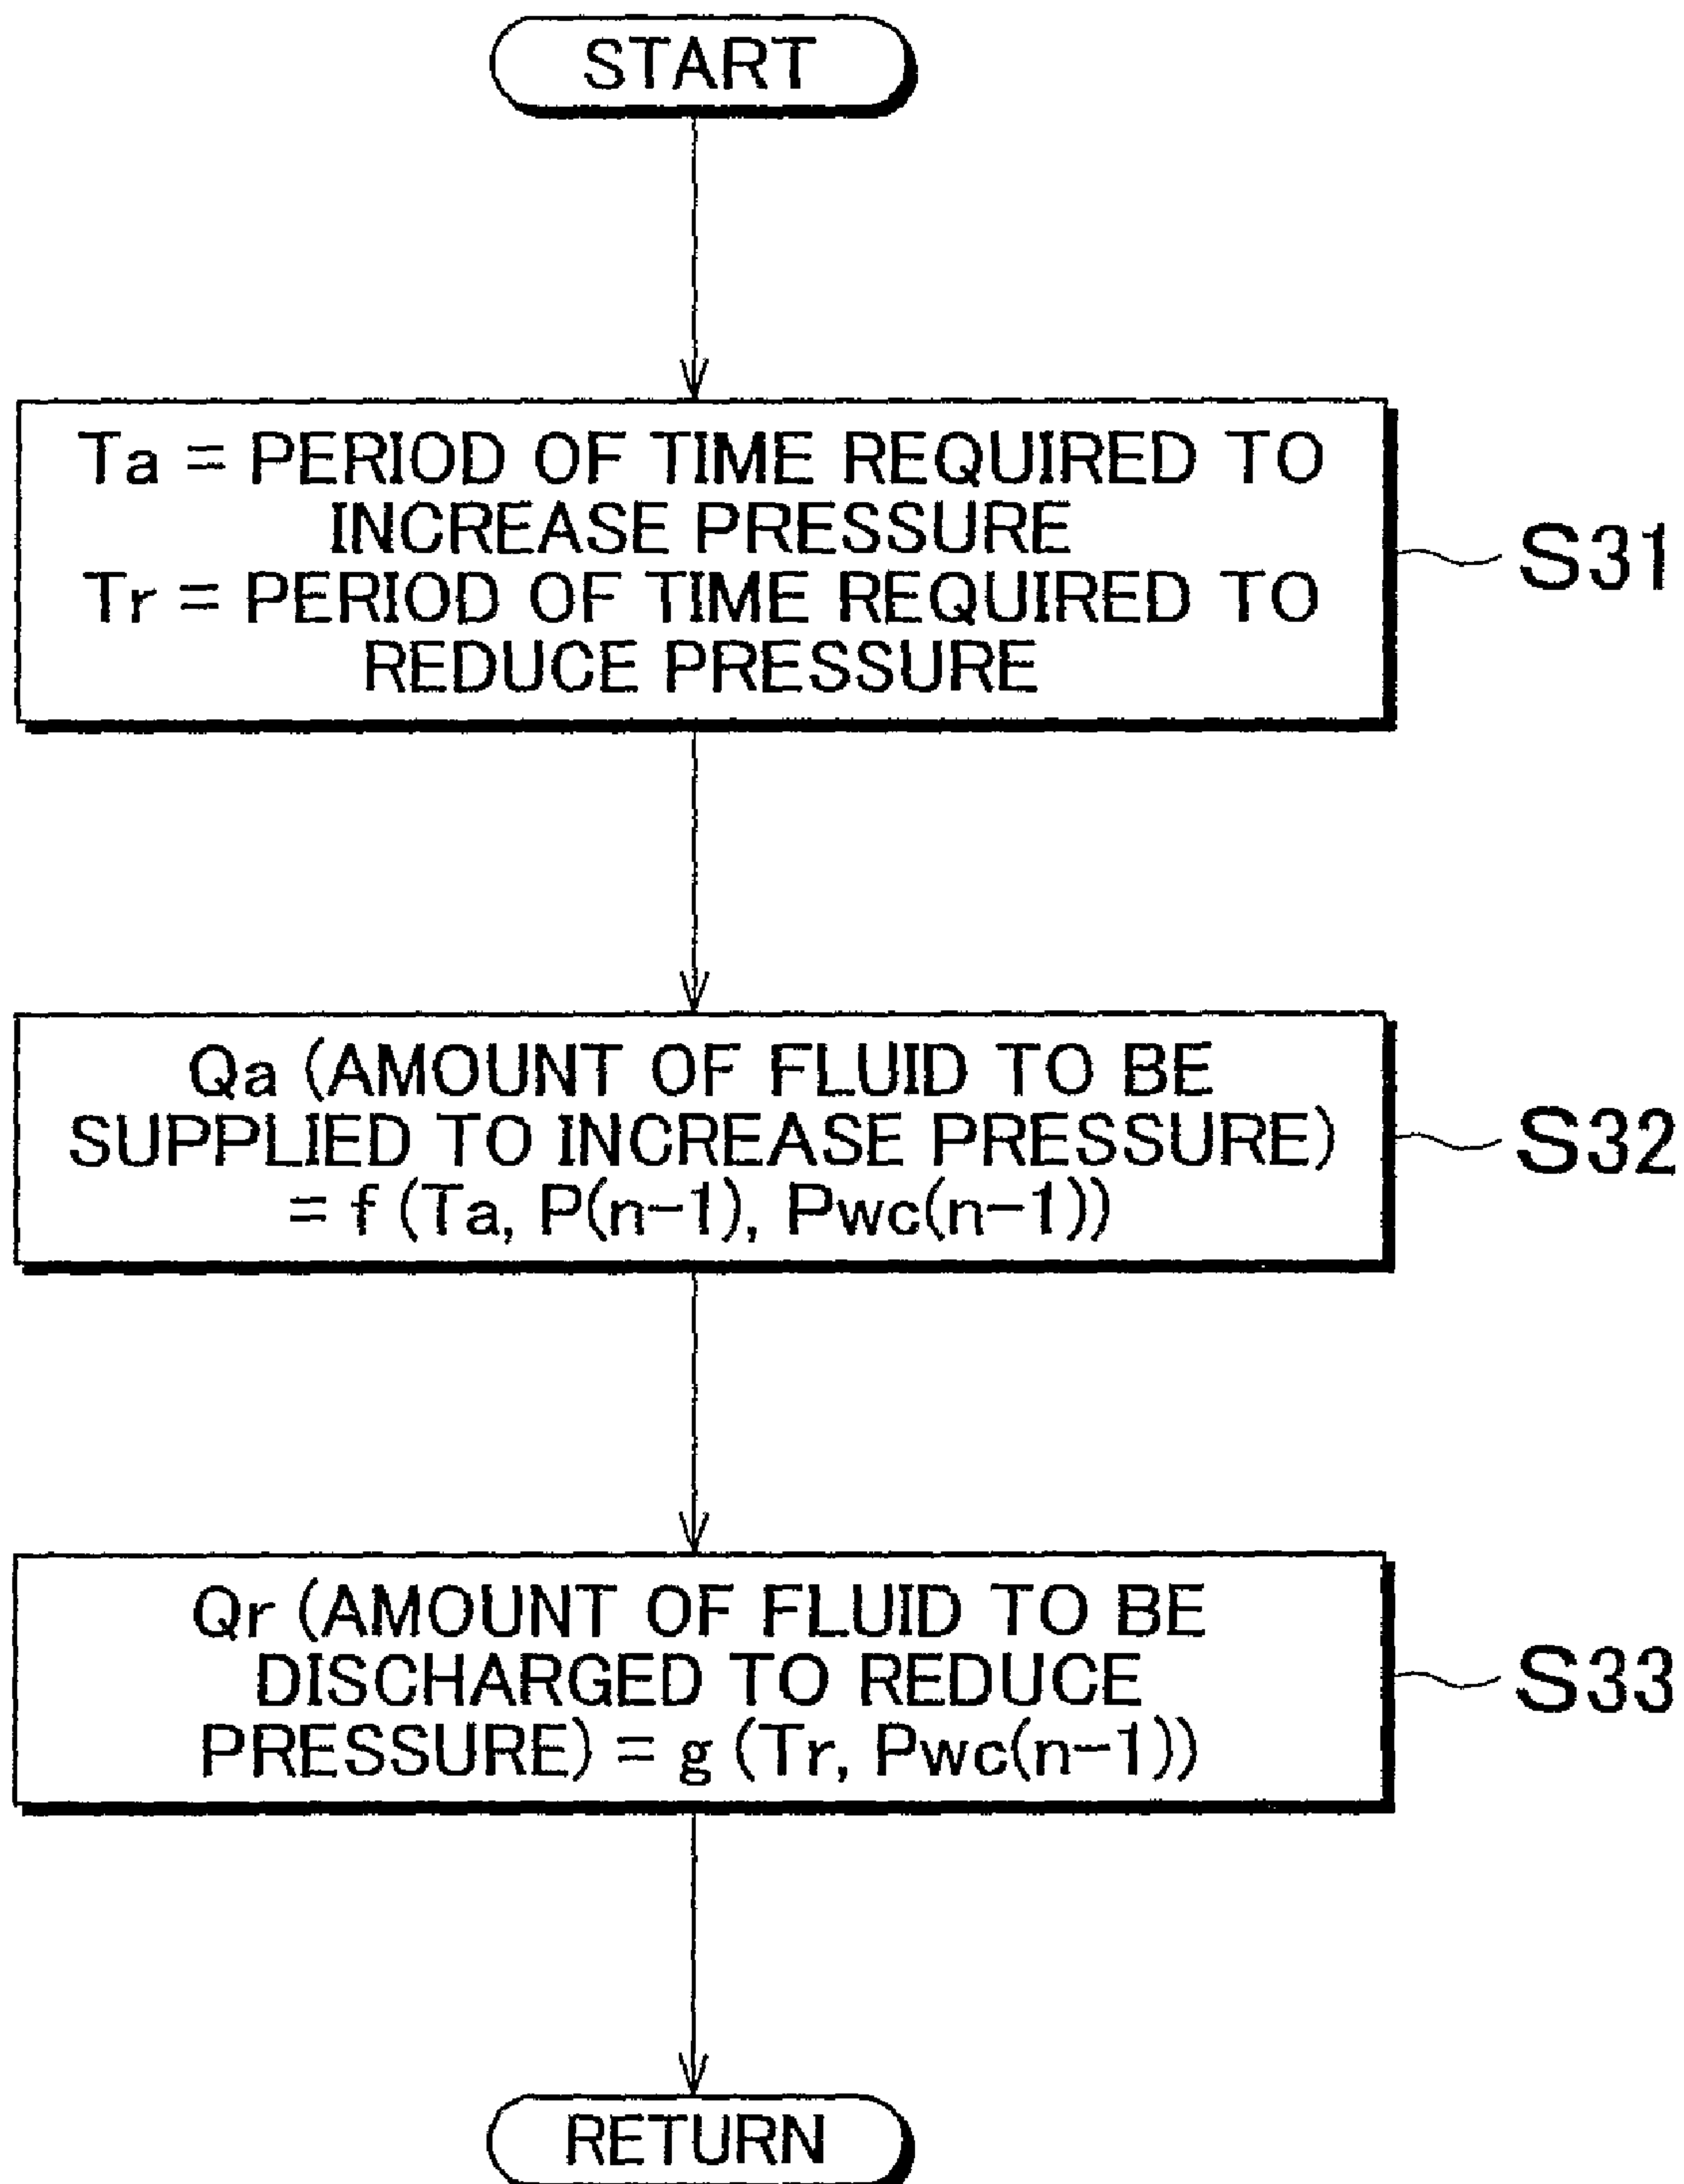 START
Ta = PERIOD OF TIME REQUIRED TO
INCREASE PRESSURE
Tr = PERIOD OF TIME REQUIRED TO
REDUCE PRESSURE
S31
Qa (AMOUNT OF FLUID TO BE
SUPPLIED TO INCREASE PRESSURE)
= f (Ta, P(n-1), Pwc(n-1))
S32
Qr (AMOUNT OF FLUID TO BE
DISCHARGED TO REDUCE
PRESSURE) = g (Tr, Pwc(n-1))
S33
RETURN